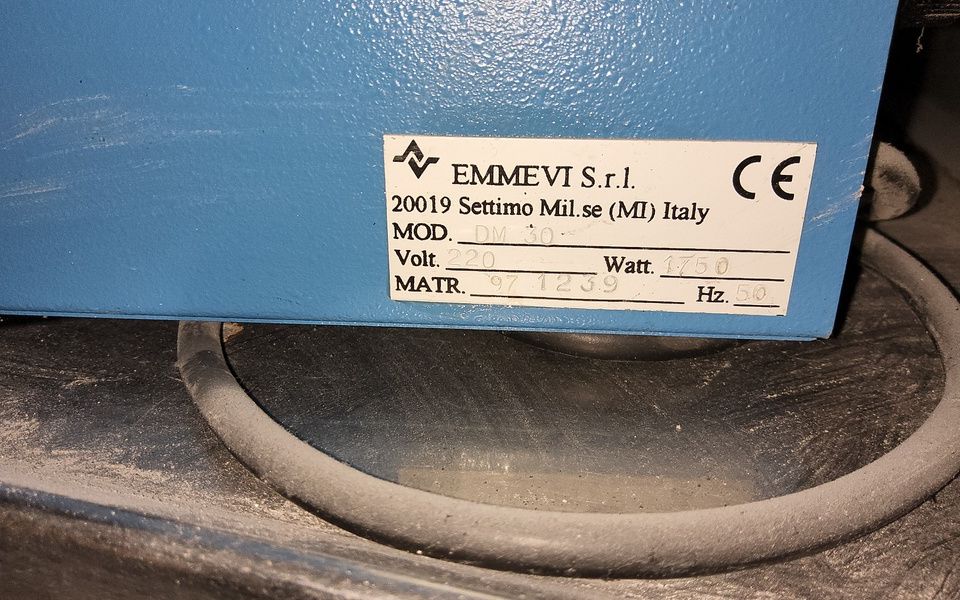 EMMEVI S.r.l. CE
20019 Settimo Mil.se (MI) Italy
MOD. DM 30
Volt. 220 Watt. 1750
MATR. 97 1239 Hz. 50